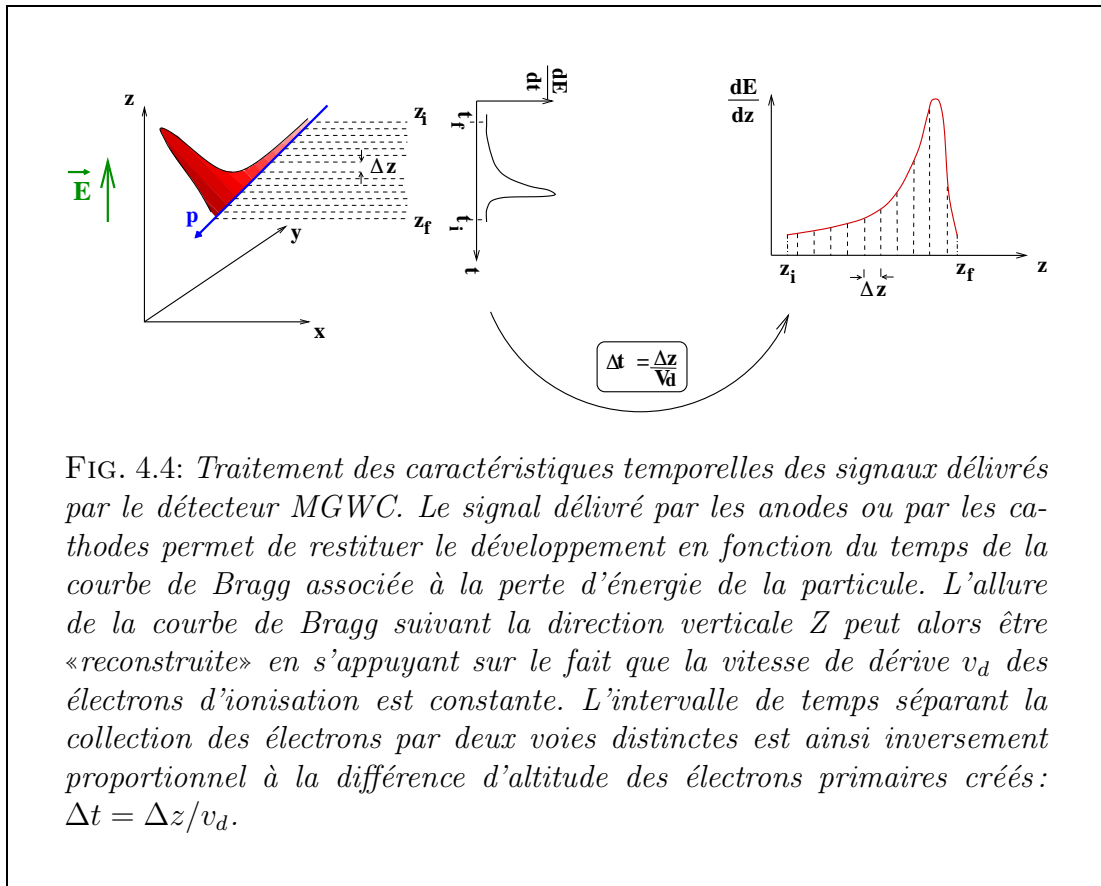 z
E
p
y
x
z_i
Δz
z_f
dE
dt
t_f
t_i
t
Δt = Δz
Vd
dE
dz
z_i
z_f
z
Δz
FIG. 4.4: Traitement des caractéristiques temporelles des signaux délivrés
par le détecteur MGWC. Le signal délivré par les anodes ou par les ca-
thodes permet de restituer le développement en fonction du temps de la
courbe de Bragg associée à la perte d'énergie de la particule. L'allure
de la courbe de Bragg suivant la direction verticale Z peut alors être
«reconstruite» en s'appuyant sur le fait que la vitesse de dérive v_d des
électrons d'ionisation est constante. L'intervalle de temps séparant la
collection des électrons par deux voies distinctes est ainsi inversement
proportionnel à la différence d'altitude des électrons primaires créés:
Δt = Δz/v_d.